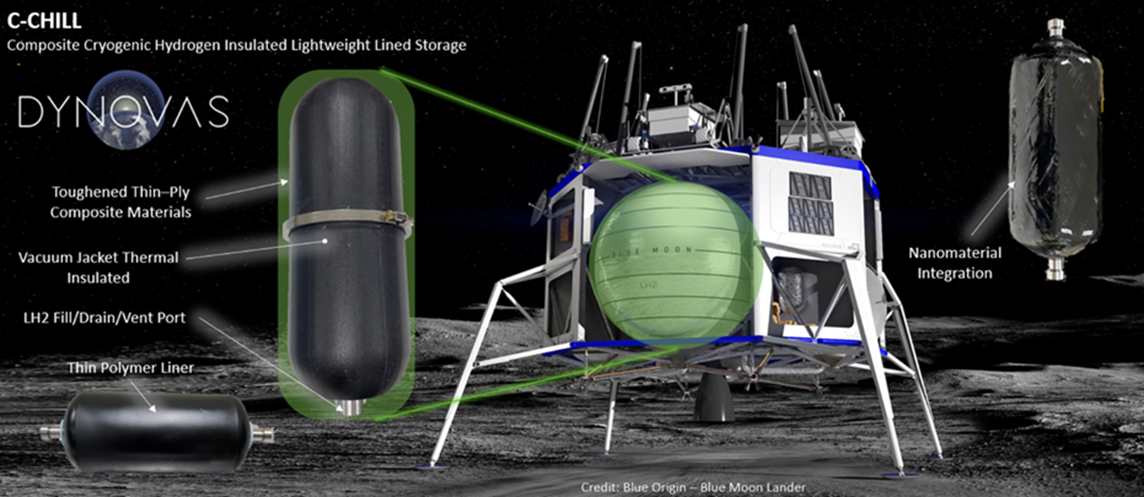 C-CHILL
Composite Cryogenic Hydrogen Insulated Lightweight Lined Storage
DYNOVAS
Toughened Thin–Ply
Composite Materials
Vacuum Jacket Thermal
Insulated
LH2 Fill/Drain/Vent Port
Thin Polymer Liner
BLUE MOON
LH2
Nanomaterial
Integration
Credit: Blue Origin – Blue Moon Lander